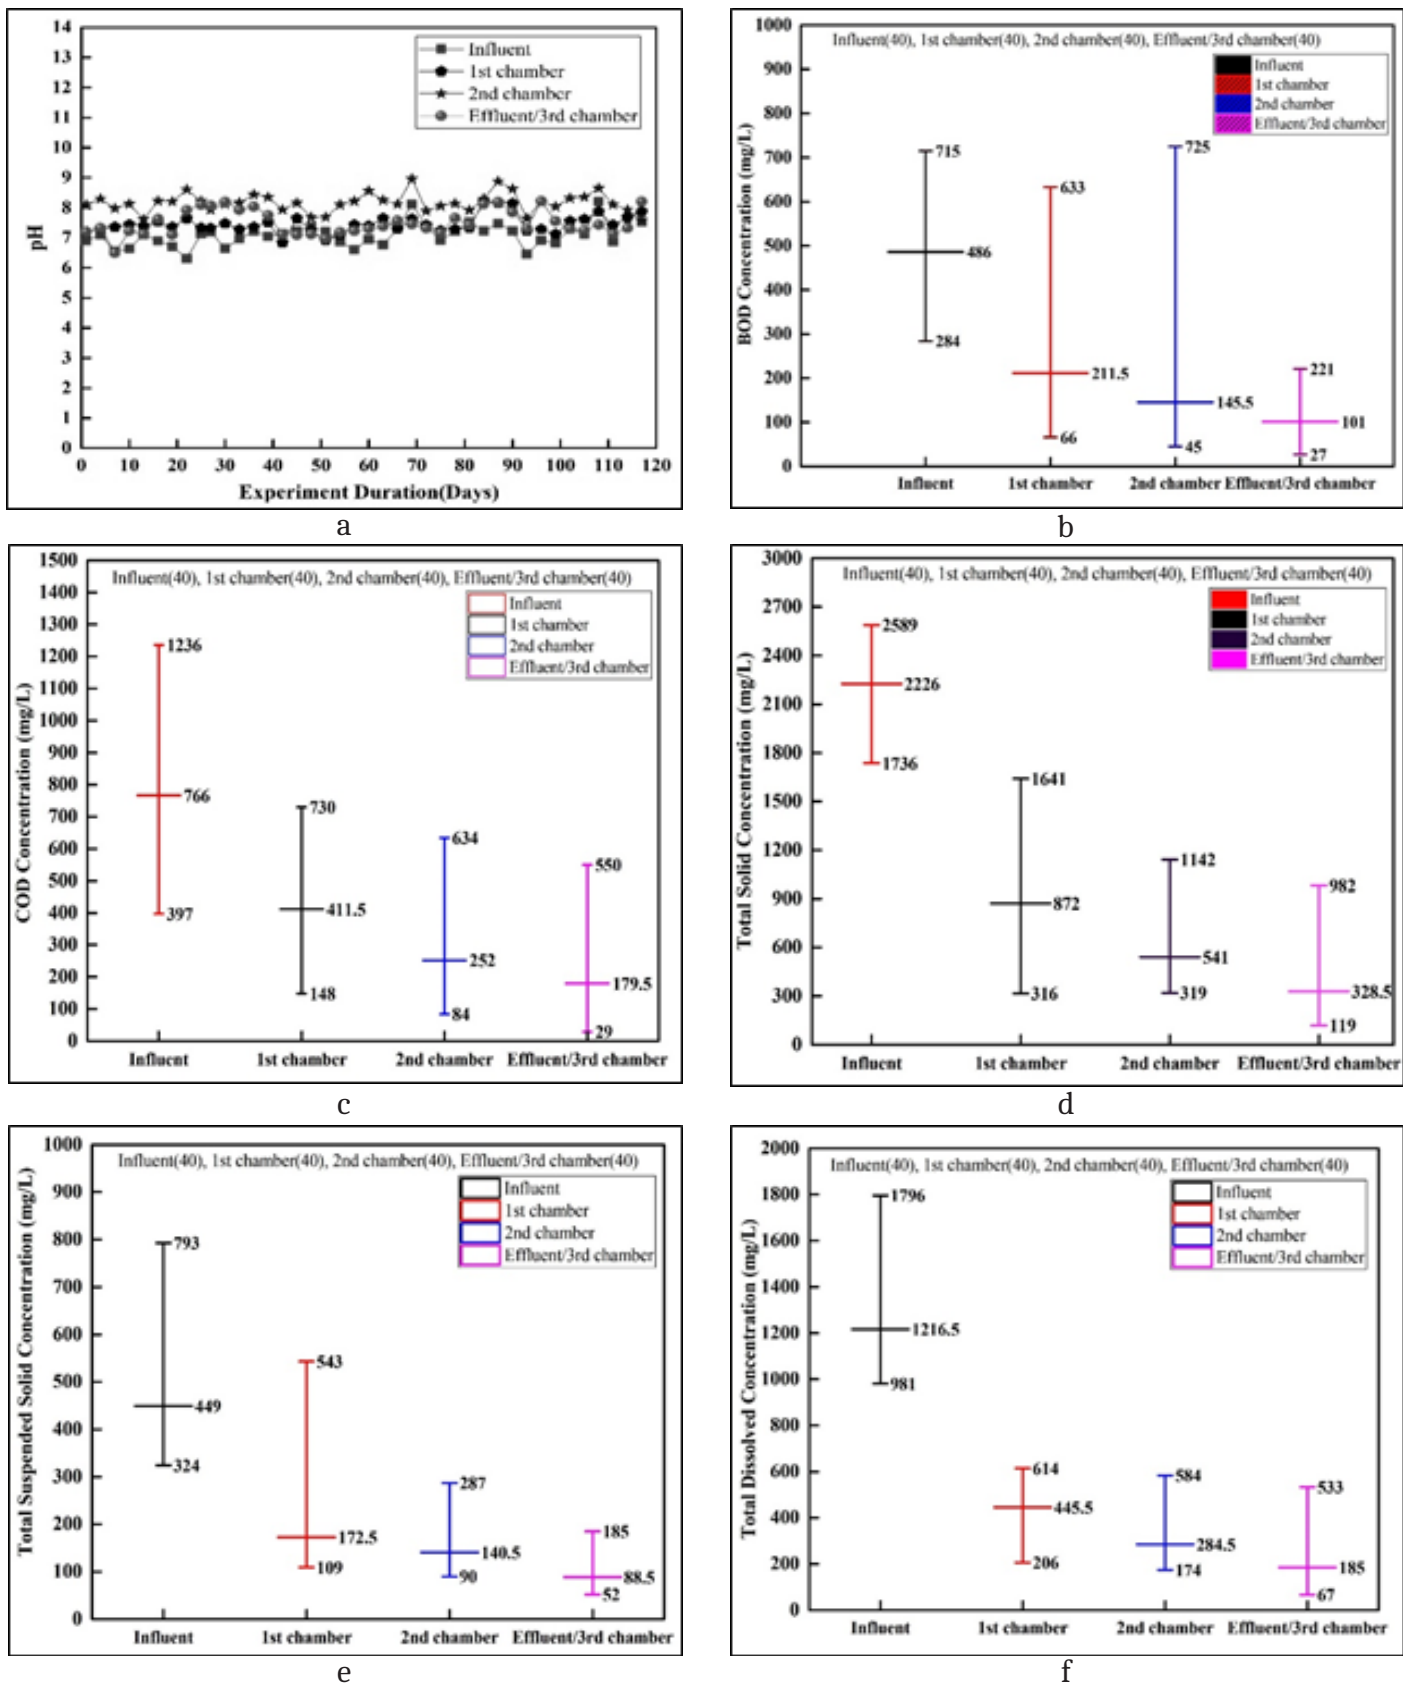 14
13
12
11
10
9
8
7
6
5
4
3
2
1
0
pH
Influent
1st chamber
2nd chamber
Effluent/3rd chamber
0 10 20 30 40 50 60 70 80 90 100 110 120
Experiment Duration(Days)
a
1000
900
800
700
600
500
400
300
200
100
0
BOD Concentration (mg/L)
Influent(40), 1st chamber(40), 2nd chamber(40), Effluent/3rd chamber(40)
Influent
1st chamber
2nd chamber
Effluent/3rd chamber
715
486
284
633
211.5
66
725
145.5
45
221
101
27
Influent 1st chamber 2nd chamber Effluent/3rd chamber
b
1500
1400
1300
1200
1100
1000
900
800
700
600
500
400
300
200
100
0
COD Concentration (mg/L)
Influent(40), 1st chamber(40), 2nd chamber(40), Effluent/3rd chamber(40)
Influent
1st chamber
2nd chamber
Effluent/3rd chamber
1236
766
397
730
411.5
148
634
252
84
550
179.5
29
Influent 1st chamber 2nd chamber Effluent/3rd chamber
c
3000
2700
2400
2100
1800
1500
1200
900
600
300
0
Total Solid Concentration (mg/L)
Influent(40), 1st chamber(40), 2nd chamber(40), Effluent/3rd chamber(40)
Influent
1st chamber
2nd chamber
Effluent/3rd chamber
2589
2226
1736
1641
872
316
1142
541
319
982
328.5
119
Influent 1st chamber 2nd chamber Effluent/3rd chamber
d
1000
900
800
700
600
500
400
300
200
100
0
Total Suspended Solid Concentration (mg/L)
Influent(40), 1st chamber(40), 2nd chamber(40), Effluent/3rd chamber(40)
Influent
1st chamber
2nd chamber
Effluent/3rd chamber
793
449
324
543
172.5
109
287
140.5
90
185
88.5
52
Influent 1st chamber 2nd chamber Effluent/3rd chamber
e
2000
1800
1600
1400
1200
1000
800
600
400
200
0
Total Dissolved Concentration (mg/L)
Influent(40), 1st chamber(40), 2nd chamber(40), Effluent/3rd chamber(40)
Influent
1st chamber
2nd chamber
Effluent/3rd chamber
1796
1216.5
981
614
445.5
206
584
284.5
174
533
185
67
Influent 1st chamber 2nd chamber Effluent/3rd chamber
f